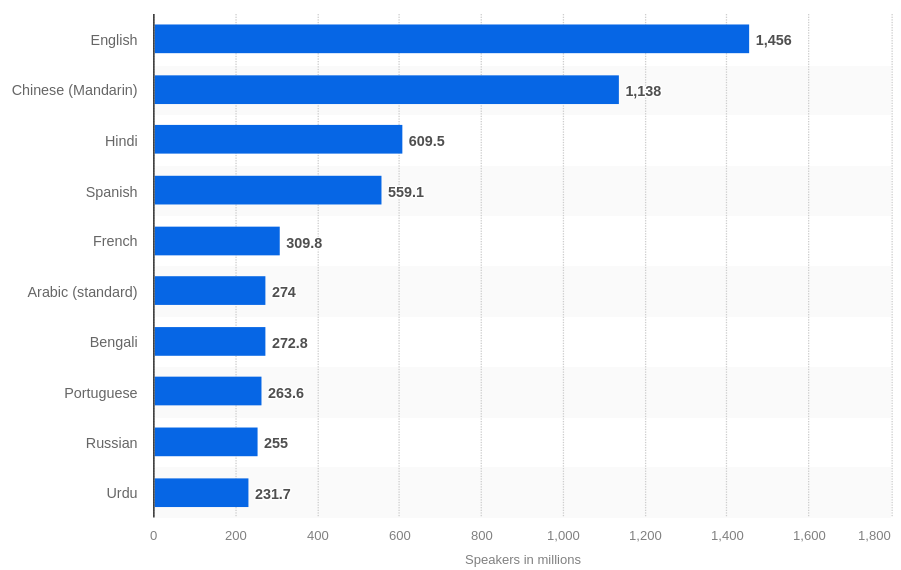 English 1,456
Chinese (Mandarin) 1,138
Hindi 609.5
Spanish 559.1
French 309.8
Arabic (standard) 274
Bengali 272.8
Portuguese 263.6
Russian 255
Urdu 231.7
0 200 400 600 800 1,000 1,200 1,400 1,600 1,800
Speakers in millions